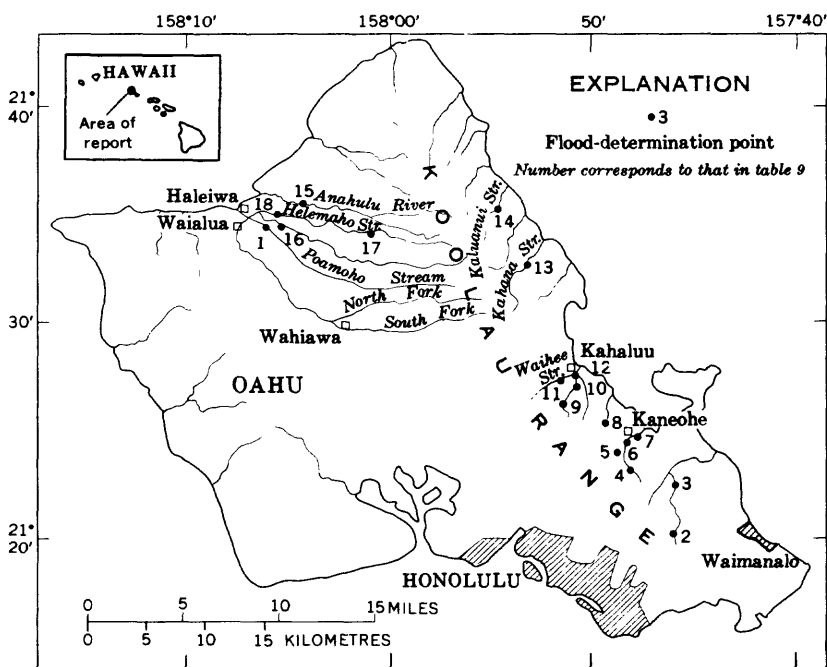 158°10' 158°00' 50' 157°40'
HAWAII
Area of
report
EXPLANATION
3
Flood-determination point
Number corresponds to that in table 9
21°
40'
Haleiwa
Waialua
18
15
Anahulu River
Helemaho Str.
1
16
17
Poamoho Stream
North Fork
South Fork
Wahiawa
Kaluanui Str.
14
Kahana Str.
13
30'
KOOLAU RANGE
OAHU
Waihee
Str.
Kahaluu
12
11
10
9
8
Kaneohe
7
6
5
4
3
2
21°
20'
Waimanalo
HONOLULU
0 5 10 15 MILES
0 5 10 15 KILOMETRES